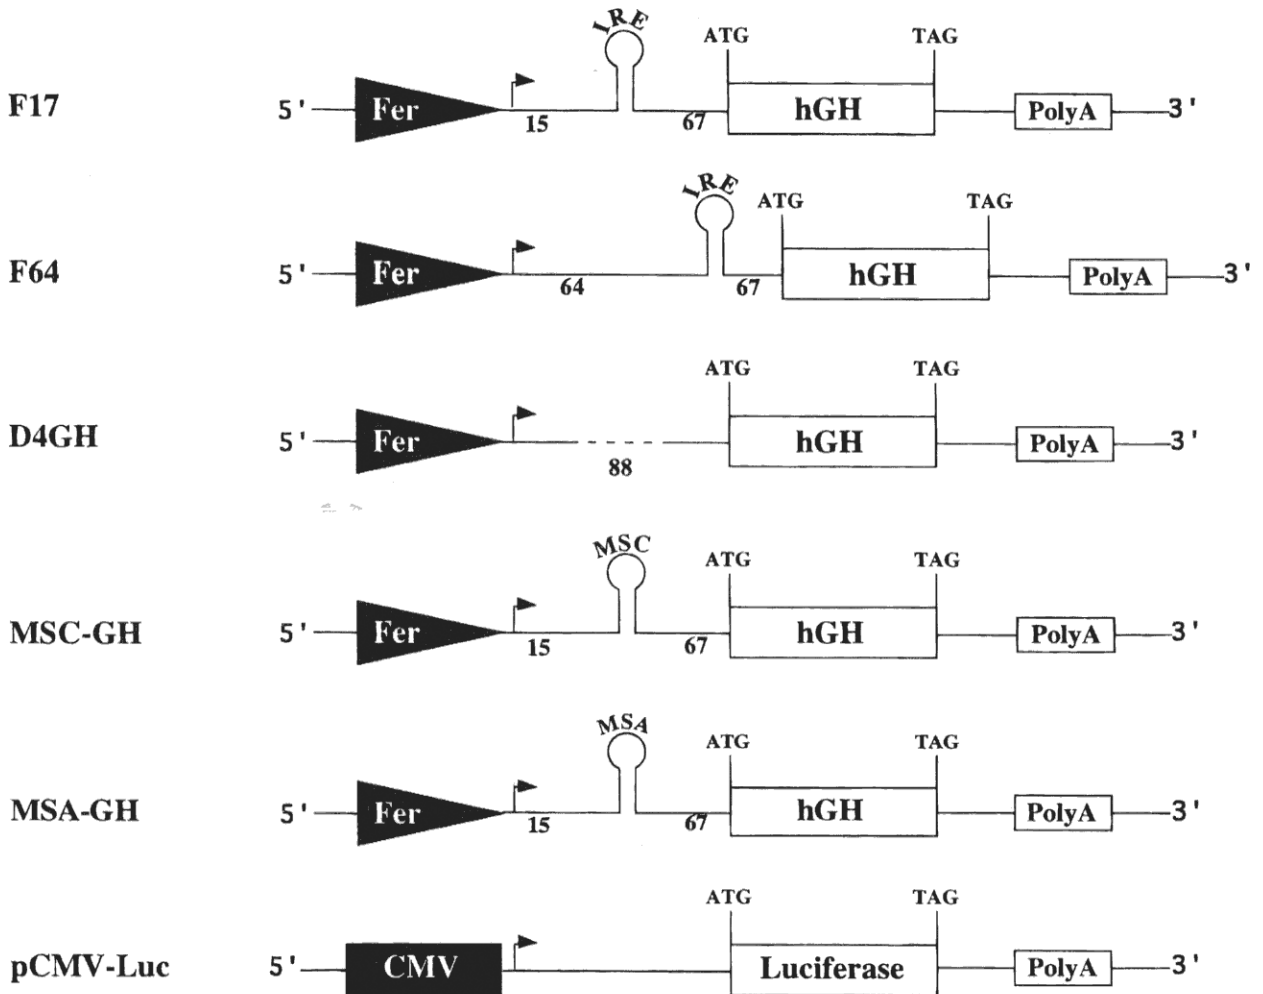 IRE
ATG TAG
F17 5' Fer hGH PolyA 3'
15 67
IRE
ATG TAG
F64 5' Fer hGH PolyA 3'
64 67
ATG TAG
D4GH 5' Fer hGH PolyA 3'
88
MSC
ATG TAG
MSC-GH 5' Fer hGH PolyA 3'
15 67
MSA
ATG TAG
MSA-GH 5' Fer hGH PolyA 3'
15 67
ATG TAG
pCMV-Luc 5' CMV Luciferase PolyA 3'